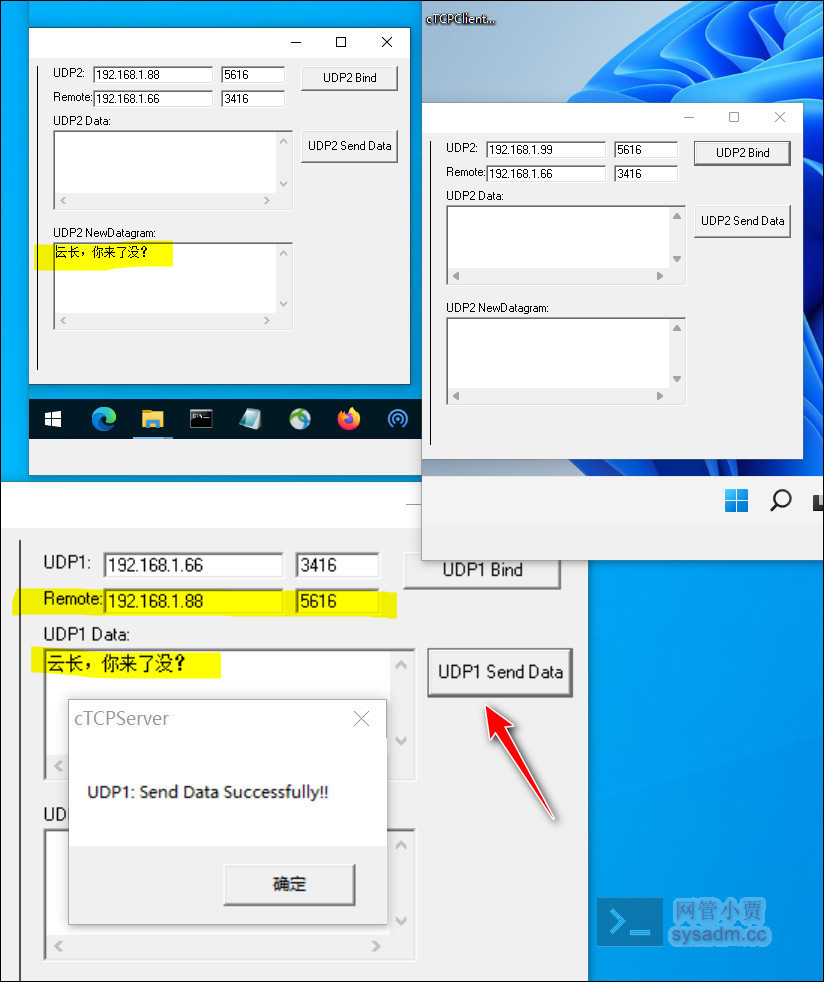 cTCPClient...
UDP2: 192.168.1.88 5616 UDP2 Bind
Remote: 192.168.1.66 3416
UDP2 Data:
UDP2 Send Data
UDP2 NewDatagram:
云长，你来了没？
UDP2: 192.168.1.99 5616 UDP2 Bind
Remote: 192.168.1.66 3416
UDP2 Data:
UDP2 Send Data
UDP2 NewDatagram:
UDP1: 192.168.1.66 3416 UDP1 Bind
Remote: 192.168.1.88 5616
UDP1 Data:
云长，你来了没？
UDP1 Send Data
cTCPServer
UDP1: Send Data Successfully!!
UD
确定
网管小贾
sysadm.cc